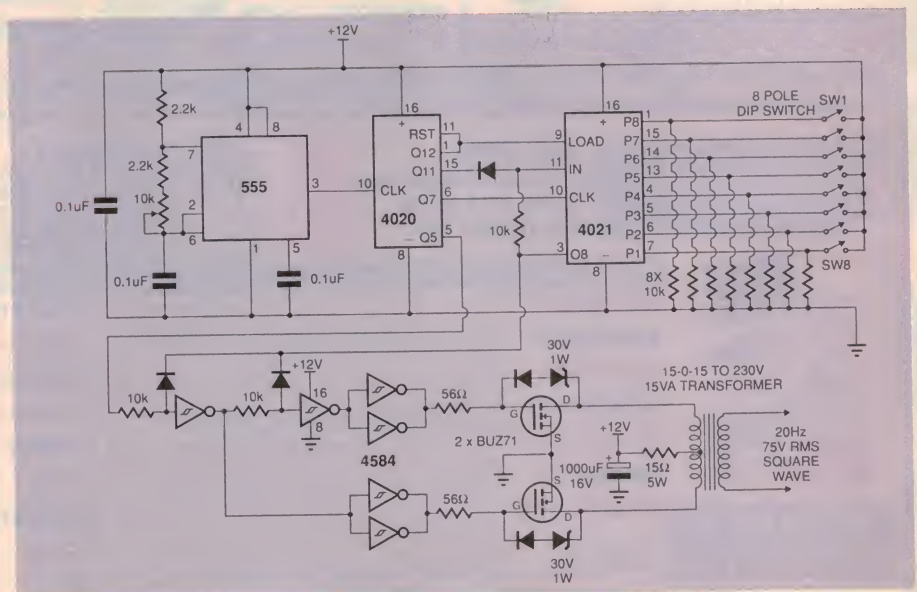 +12V
2.2k
2.2k
10k
0.1uF
0.1uF
0.1uF
555
4
8
7
3
2
6
1
5
16
+
RST
11
Q12
1
Q11
15
10
CLK
Q7
6
4020
Q5
5
−
8
10k
16
+
9
LOAD
11
IN
10
CLK
4021
3
O8
−
8
P8
1
P7
15
P6
14
P5
13
P4
4
P3
5
P2
6
P1
7
8 POLE
DIP SWITCH
SW1
SW8
8X
10k
10k
10k
+12V
16
8
4584
56Ω
56Ω
30V
1W
G
D
S
2 x BUZ71
S
G
D
30V
1W
+12V
+
1000uF
16V
15Ω
5W
15-0-15 TO 230V
15VA TRANSFORMER
20Hz
75V RMS
SQUARE
WAVE